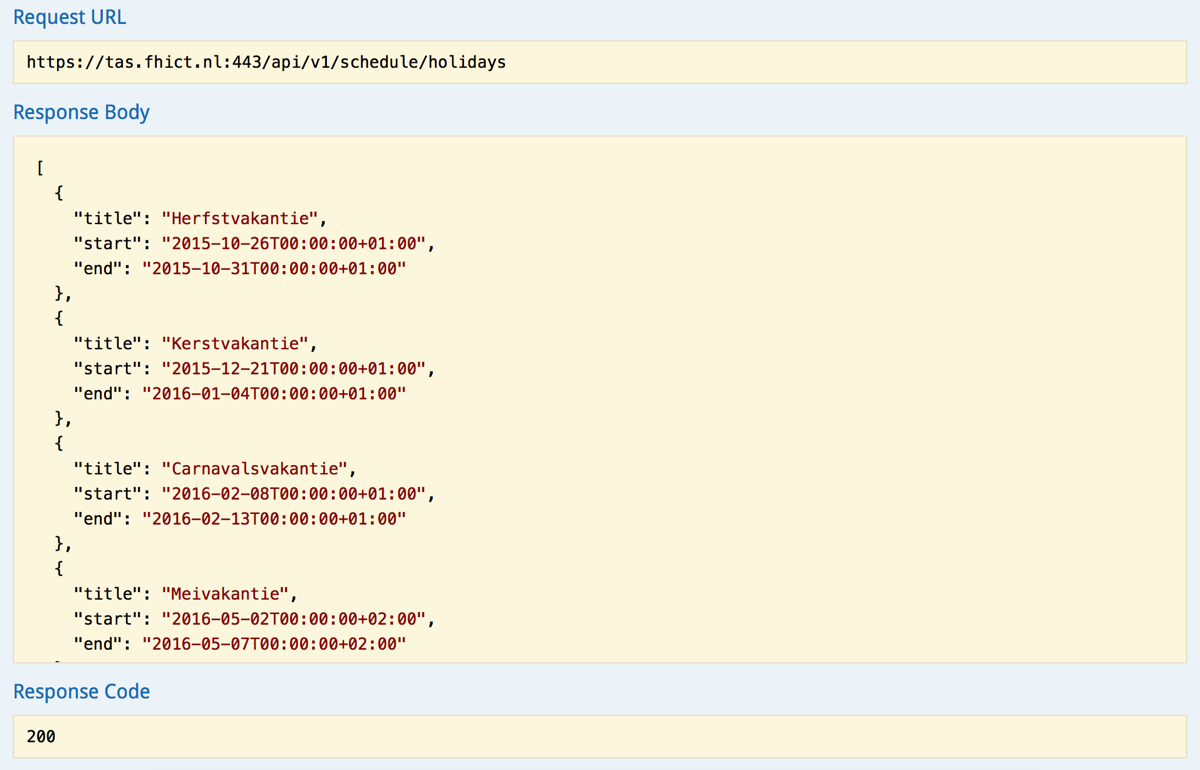 Request URL
https://tas.fhict.nl:443/api/v1/schedule/holidays
Response Body
[
  {
    "title": "Herfstvakantie",
    "start": "2015-10-26T00:00:00+01:00",
    "end": "2015-10-31T00:00:00+01:00"
  },
  {
    "title": "Kerstvakantie",
    "start": "2015-12-21T00:00:00+01:00",
    "end": "2016-01-04T00:00:00+01:00"
  },
  {
    "title": "Carnavalsvakantie",
    "start": "2016-02-08T00:00:00+01:00",
    "end": "2016-02-13T00:00:00+01:00"
  },
  {
    "title": "Meivakantie",
    "start": "2016-05-02T00:00:00+02:00",
    "end": "2016-05-07T00:00:00+02:00"
Response Code
200